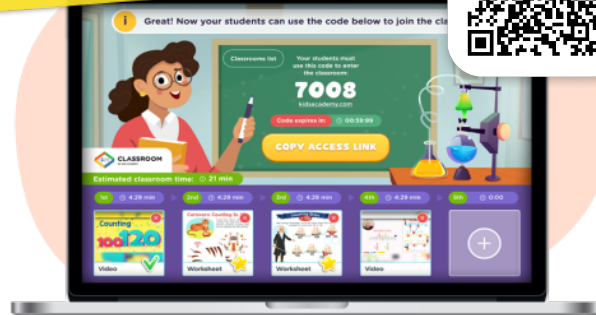 Great! Now your students can use the code below to join the cla
Classrooms list
Your students must
use this code to enter
the classroom:
7008
kidsacademy.com
Code expires in: 00:59:99
COPY ACCESS LINK
CLASSROOM
Estimated classroom time: 21 min
1st 4:29 min 2nd 4:29 min 3rd 4:29 min 4th 4:29 min 5th 0:00
Counting
100 120
Video
Worksheet
Worksheet
Video